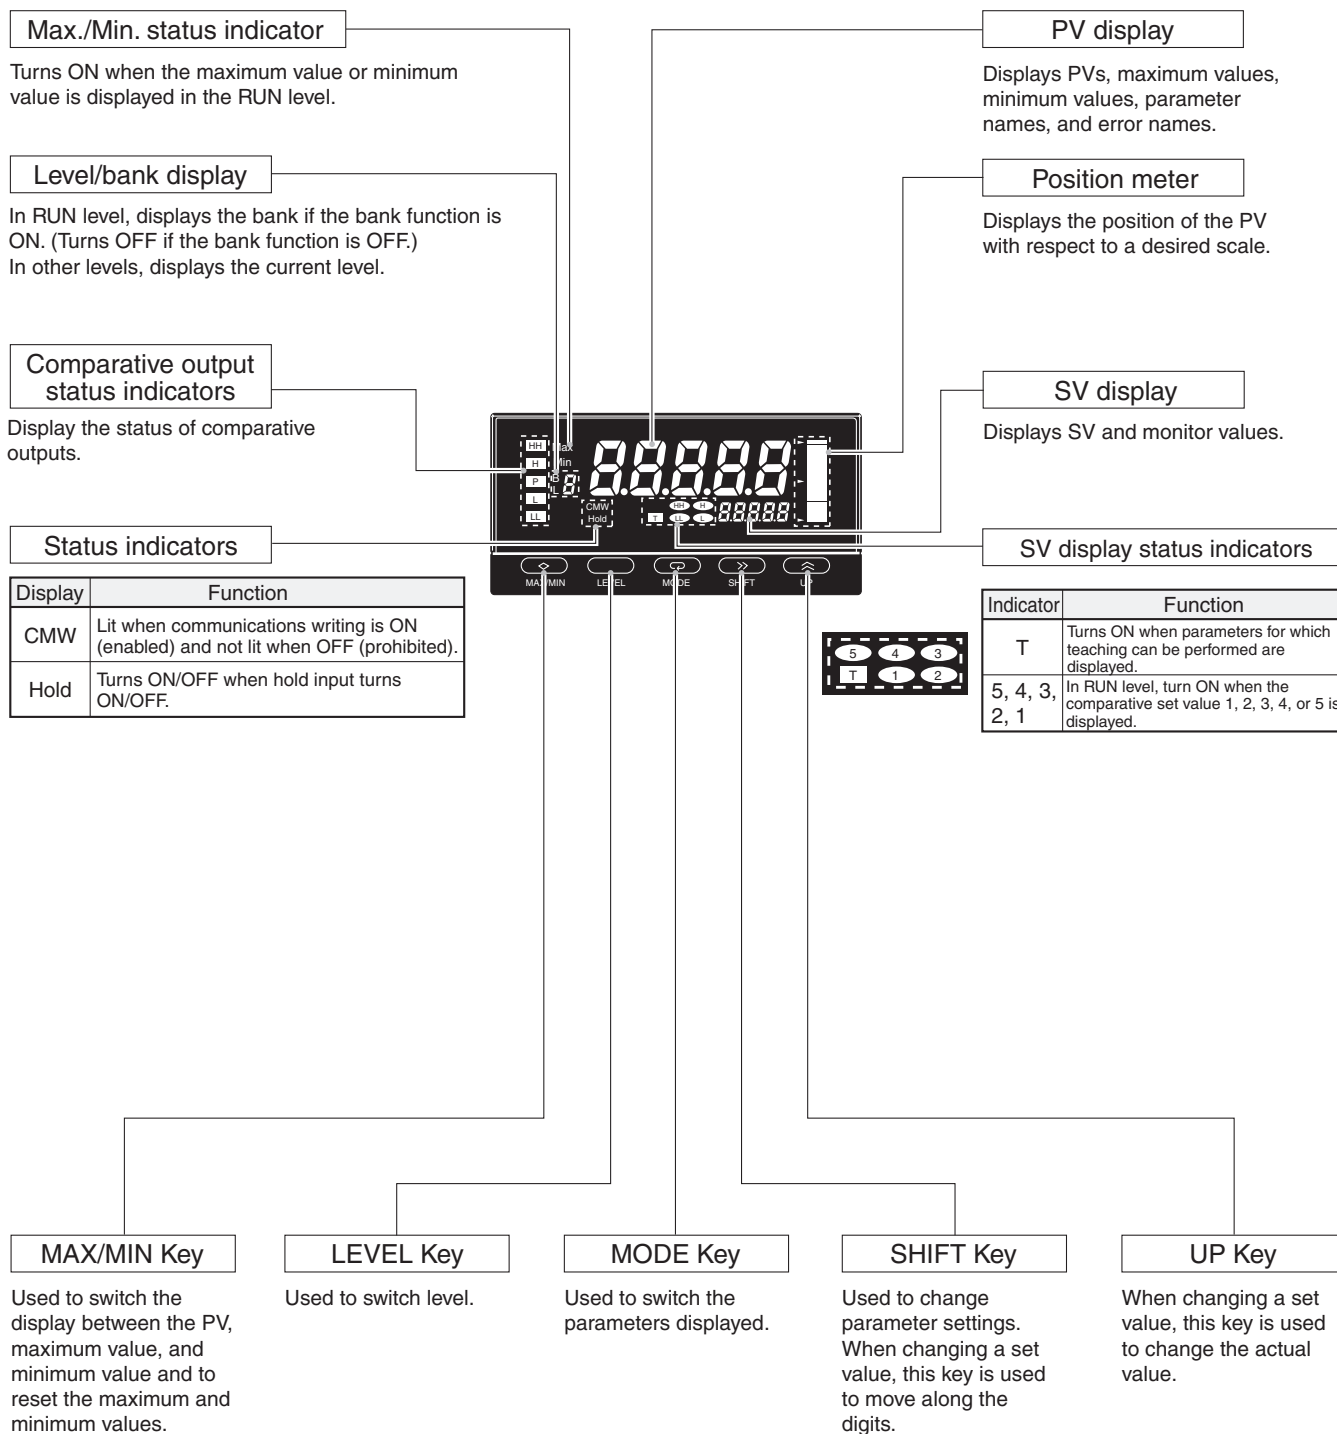 Max./Min. status indicator
Turns ON when the maximum value or minimum
value is displayed in the RUN level.
Level/bank display
In RUN level, displays the bank if the bank function is
ON. (Turns OFF if the bank function is OFF.)
In other levels, displays the current level.
Comparative output
status indicators
Display the status of comparative
outputs.
Status indicators
Display Function
CMW Lit when communications writing is ON
(enabled) and not lit when OFF (prohibited).
Hold Turns ON/OFF when hold input turns
ON/OFF.
PV display
Displays PVs, maximum values,
minimum values, parameter
names, and error names.
Position meter
Displays the position of the PV
with respect to a desired scale.
SV display
Displays SV and monitor values.
SV display status indicators
Indicator Function
T Turns ON when parameters for which
teaching can be performed are
displayed.
5, 4, 3,
2, 1
In RUN level, turn ON when the
comparative set value 1, 2, 3, 4, or 5 is
displayed.
HH
H
P
L
LL
Max
Min
B
L
8
88888
CMW
Hold
HH H
T LL L
88888
MAX/MIN LEVEL MODE SHIFT UP
5 4 3
T 1 2
MAX/MIN Key
Used to switch the
display between the PV,
maximum value, and
minimum value and to
reset the maximum and
minimum values.
LEVEL Key
Used to switch level.
MODE Key
Used to switch the
parameters displayed.
SHIFT Key
Used to change
parameter settings.
When changing a set
value, this key is used
to move along the
digits.
UP Key
When changing a set
value, this key is used
to change the actual
value.